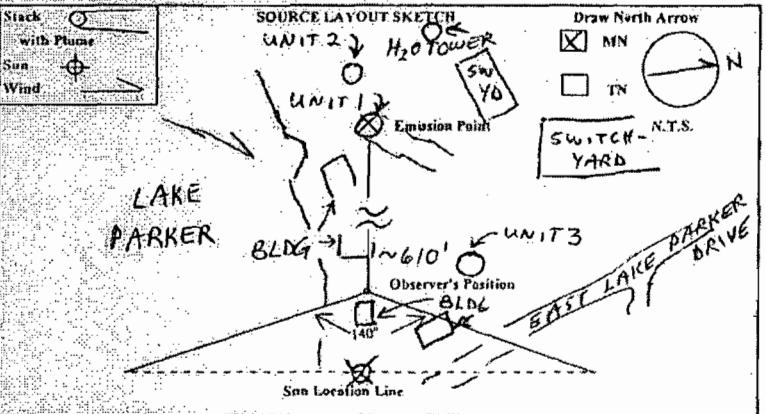 Stack
with Plume
Sun
Wind
SOURCE LAYOUT SKETCH
UNIT 2
H₂O TOWER
SW
YD
Draw North Arrow
MN
TN
N
N.T.S.
UNIT 1
Emission Point
SWITCH-
YARD
LAKE
PARKER
BLDG
~610'
UNIT 3
Observer's Position
BLDG
140°
EAST LAKE PARKER
DRIVE
Sun Location Line